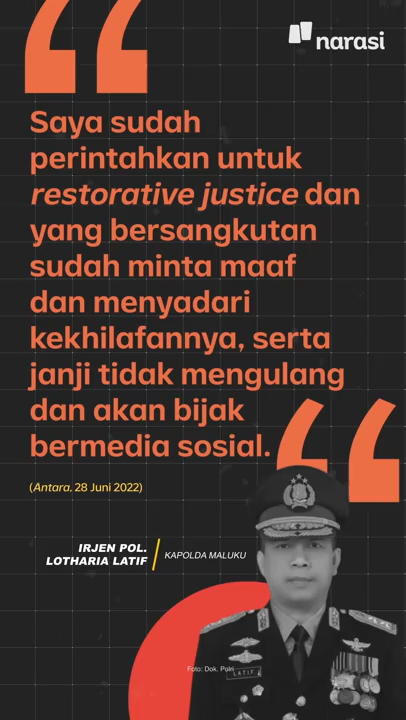 narasi
Saya sudah
perintahkan untuk
restorative justice dan
yang bersangkutan
sudah minta maaf
dan menyadari
kekhilafannya, serta
janji tidak mengulang
dan akan bijak
bermedia sosial.
(Antara, 28 Juni 2022)
IRJEN POL.
LOTHARIA LATIF
KAPOLDA MALUKU
Foto: Dok. Polri
LATIF